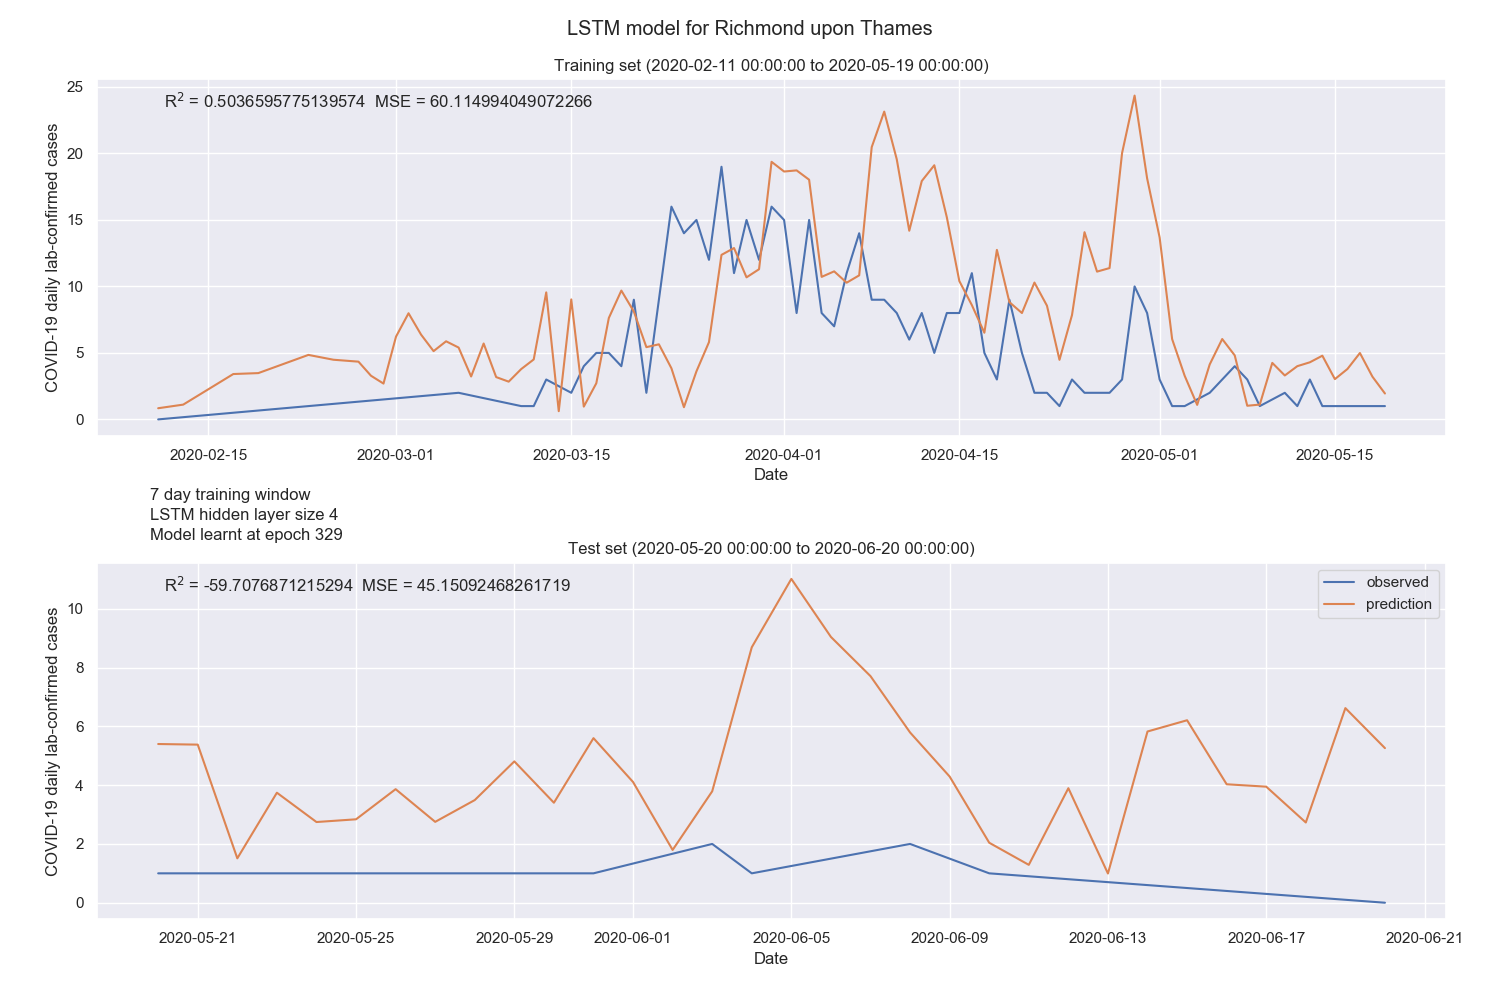 LSTM model for Richmond upon Thames
Training set (2020-02-11 00:00:00 to 2020-05-19 00:00:00)
R² = 0.5036595775139574 MSE = 60.114994049072266
COVID-19 daily lab-confirmed cases
25
20
15
10
5
0
2020-02-15 2020-03-01 2020-03-15 2020-04-01 2020-04-15 2020-05-01 2020-05-15
Date
7 day training window
LSTM hidden layer size 4
Model learnt at epoch 329
Test set (2020-05-20 00:00:00 to 2020-06-20 00:00:00)
R² = -59.7076871215294 MSE = 45.15092468261719
observed
prediction
COVID-19 daily lab-confirmed cases
10
8
6
4
2
0
2020-05-21 2020-05-25 2020-05-29 2020-06-01 2020-06-05 2020-06-09 2020-06-13 2020-06-17 2020-06-21
Date